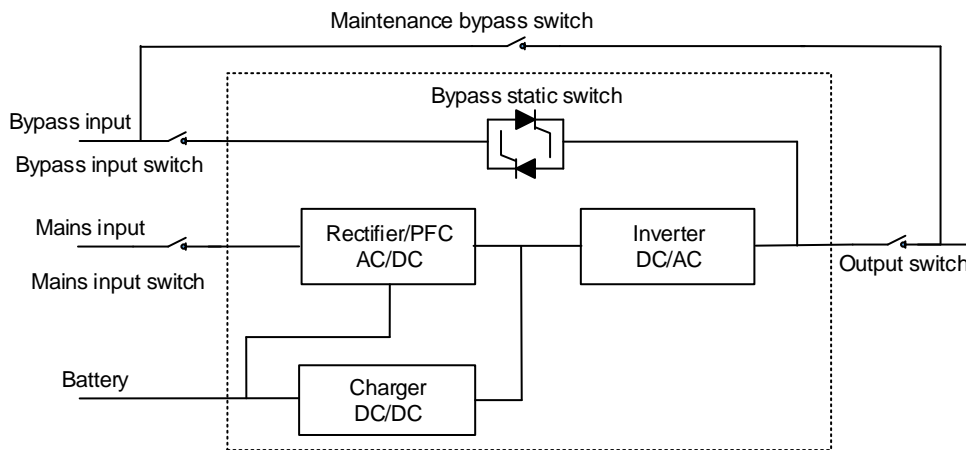 Maintenance bypass switch
Bypass static switch
Bypass input
Bypass input switch
Mains input
Mains input switch
Rectifier/PFC
AC/DC
Inverter
DC/AC
Output switch
Battery
Charger
DC/DC